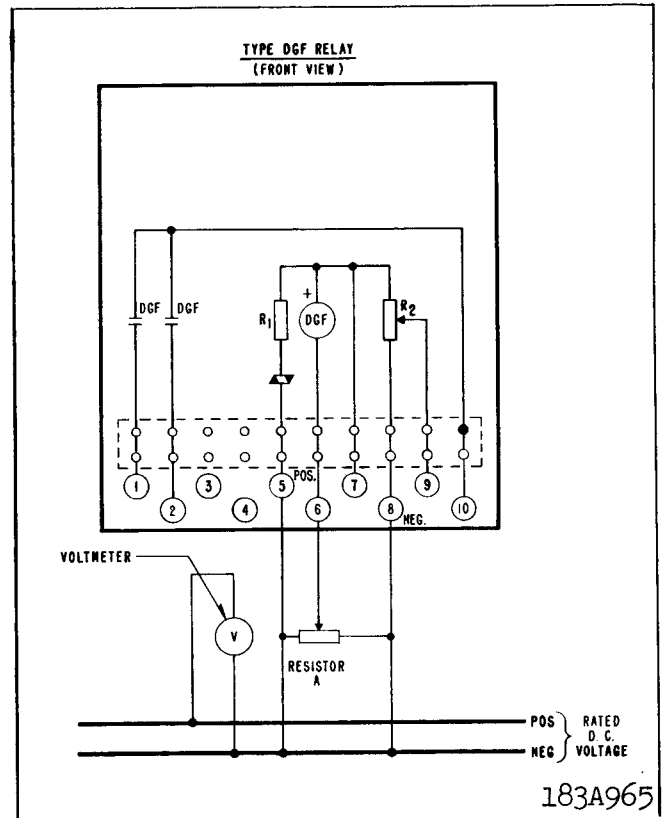 TYPE DGF RELAY
(FRONT VIEW)
DGF DGF
+
R1 DGF R2
POS.
1 2 3 4 5 6 7 8 9 10
NEG.
VOLTMETER
V
RESISTOR
A
POS
NEG
RATED
D. C.
VOLTAGE
183A965